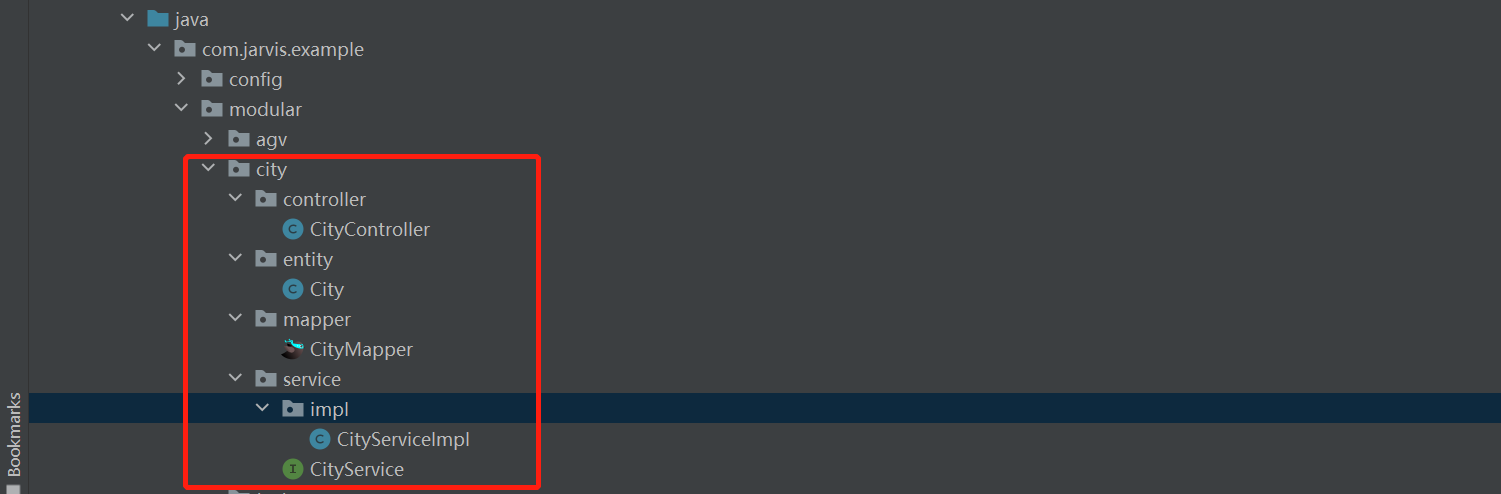 java
com.jarvis.example
config
modular
agv
city
controller
CityController
entity
City
mapper
CityMapper
service
impl
CityServiceImpl
CityService
Bookmarks